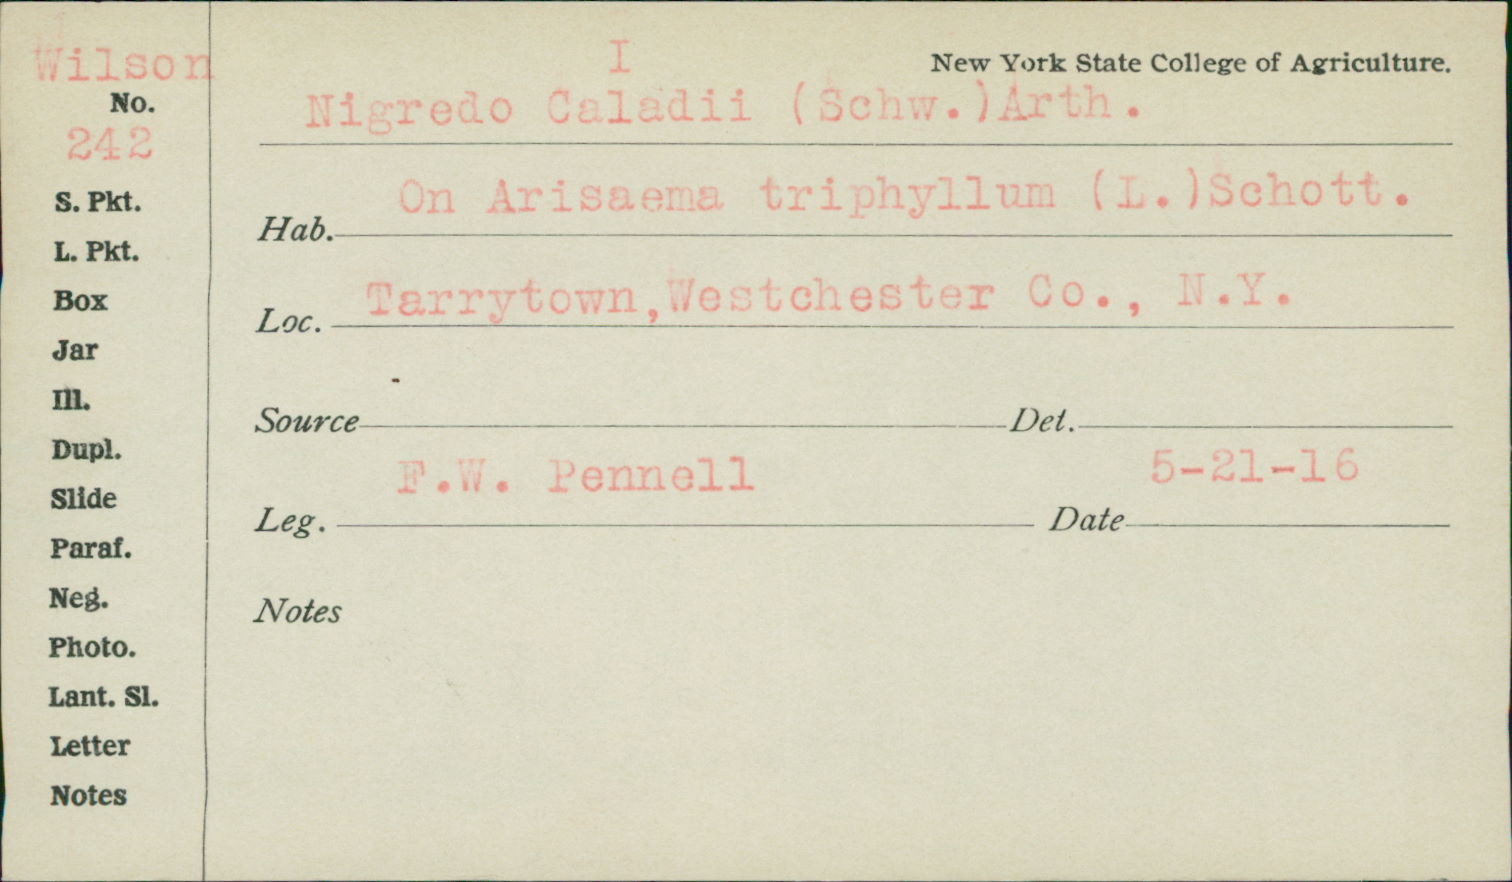 Wilson
No.
242
S. Pkt.
L. Pkt.
Box
Jar
Ill.
Dupl.
Slide
Paraf.
Neg.
Photo.
Lant. Sl.
Letter
Notes
I
New York State College of Agriculture.
Nigredo Caladii (Schw.)Arth.
Hab. On Arisaema triphyllum (L.)Schott.
Loc. Tarrytown,Westchester Co., N.Y.
Source Det.
Leg. F.W. Pennell Date 5-21-16
Notes